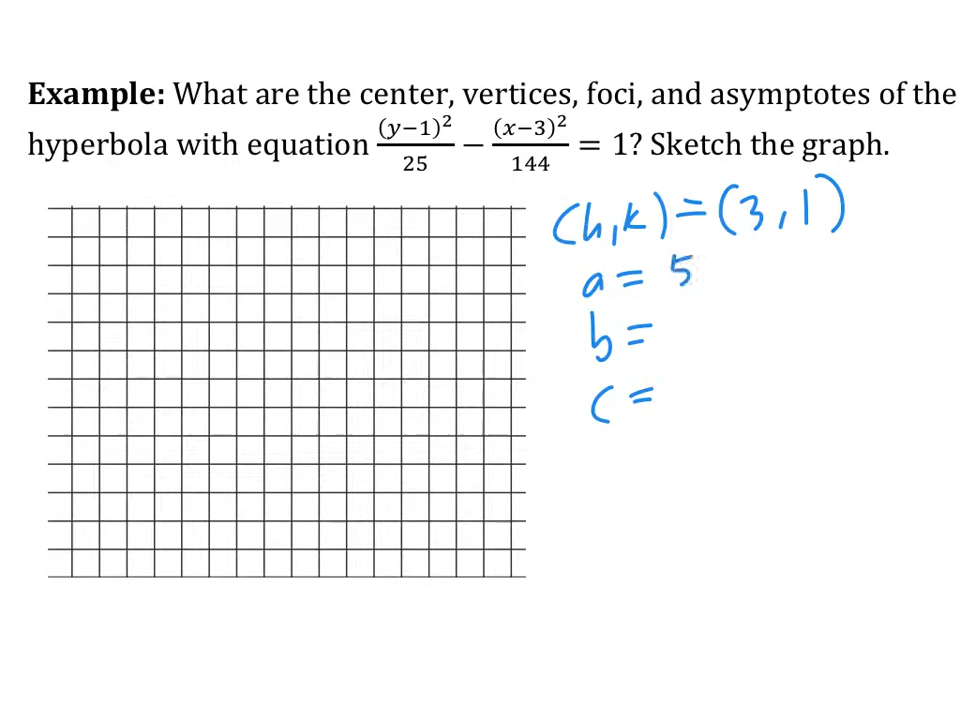 Example: What are the center, vertices, foci, and asymptotes of the
hyperbola with equation (y−1)²/25 − (x−3)²/144 = 1? Sketch the graph.
(h,k)=(3,1)
a = 5
b =
c =